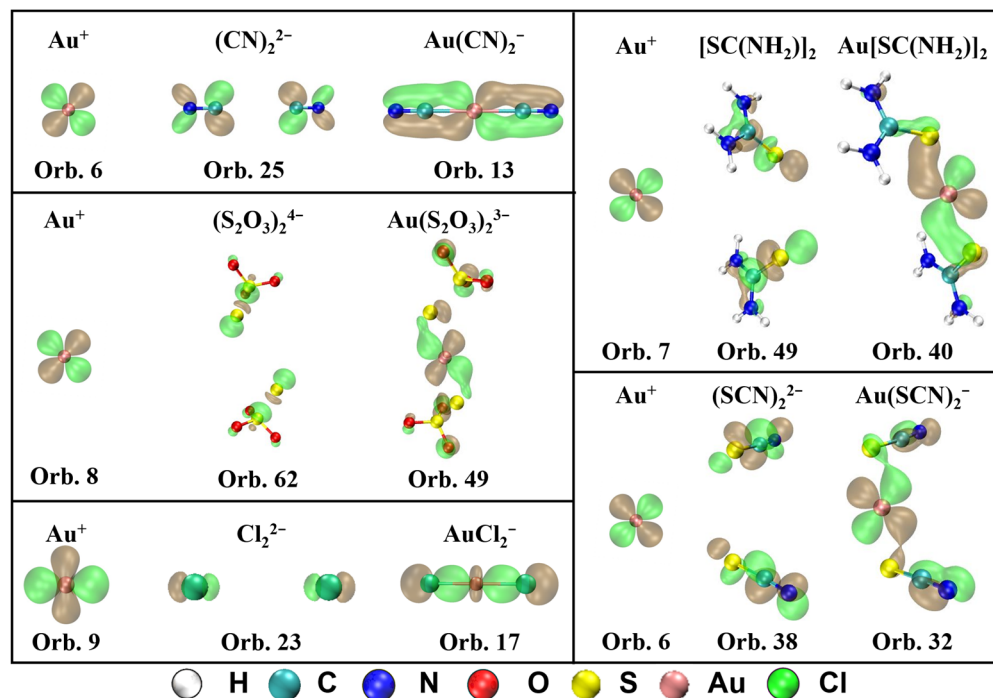 Au⁺ (CN)₂²⁻ Au(CN)₂⁻
Orb. 6 Orb. 25 Orb. 13
Au⁺ (S₂O₃)₂⁴⁻ Au(S₂O₃)₂³⁻
Orb. 8 Orb. 62 Orb. 49
Au⁺ Cl₂²⁻ AuCl₂⁻
Orb. 9 Orb. 23 Orb. 17
Au⁺ [SC(NH₂)]₂ Au[SC(NH₂)]₂
Orb. 7 Orb. 49 Orb. 40
Au⁺ (SCN)₂²⁻ Au(SCN)₂⁻
Orb. 6 Orb. 38 Orb. 32
H C N O S Au Cl